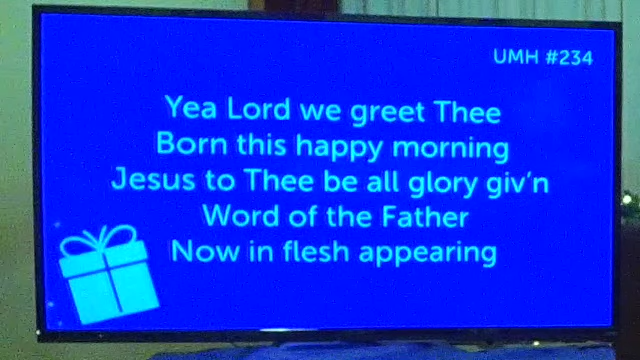 UMH #234
Yea Lord we greet Thee
Born this happy morning
Jesus to Thee be all glory giv'n
Word of the Father
Now in flesh appearing